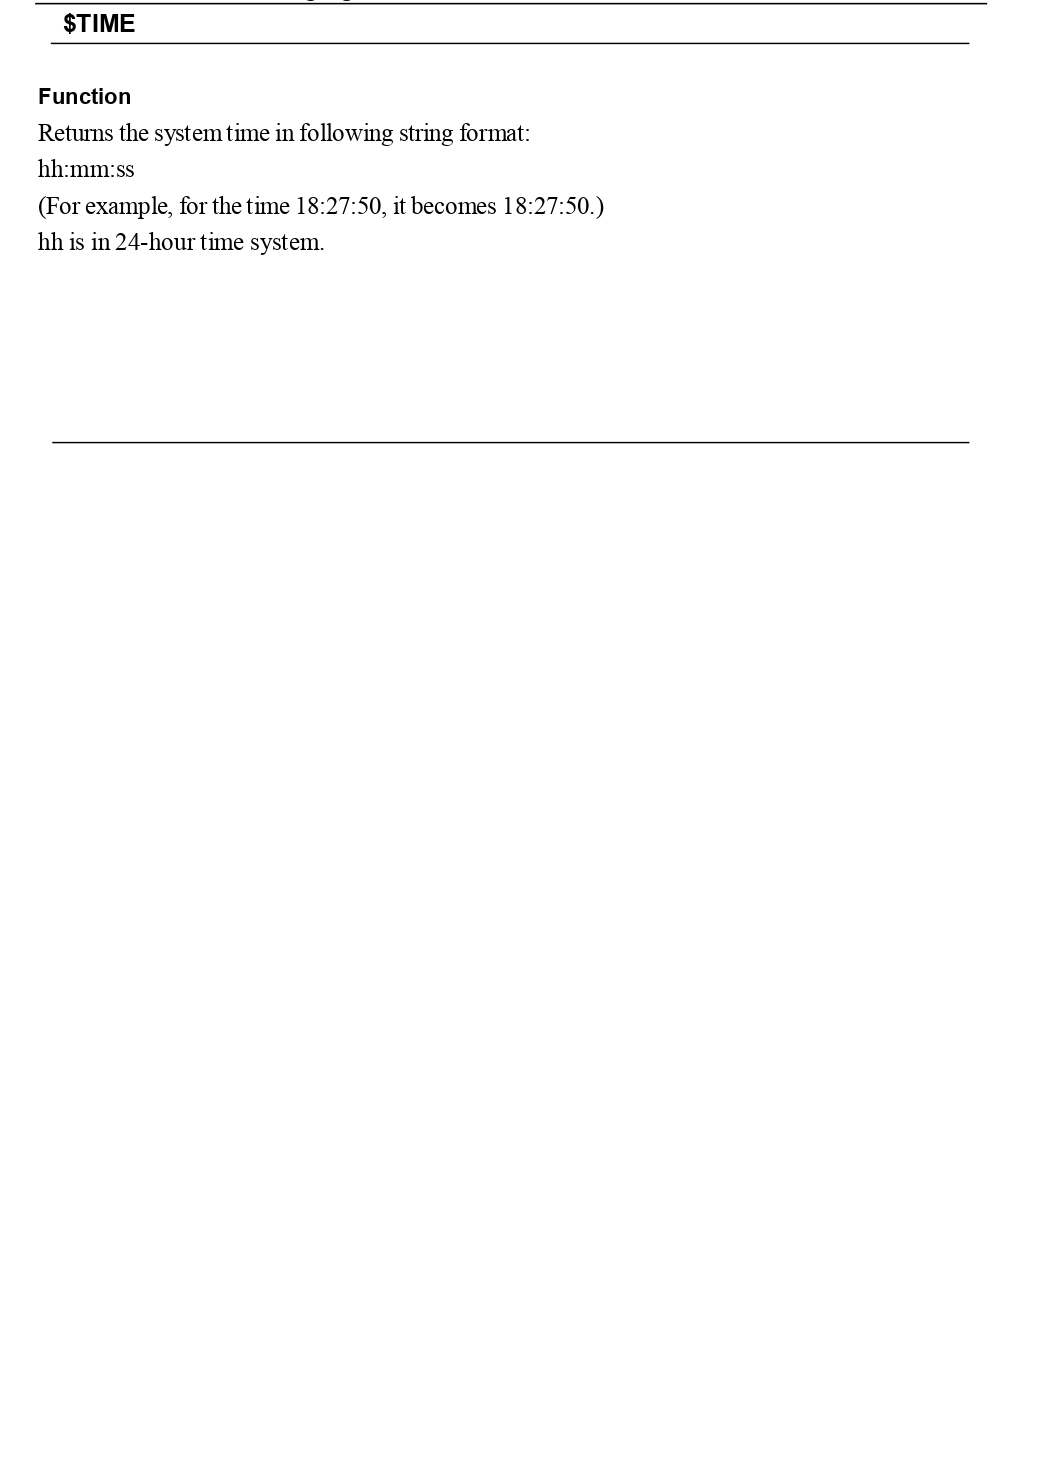 $TIME
Function
Returns the system time in following string format:
hh:mm:ss
(For example, for the time 18:27:50, it becomes 18:27:50.)
hh is in 24-hour time system.